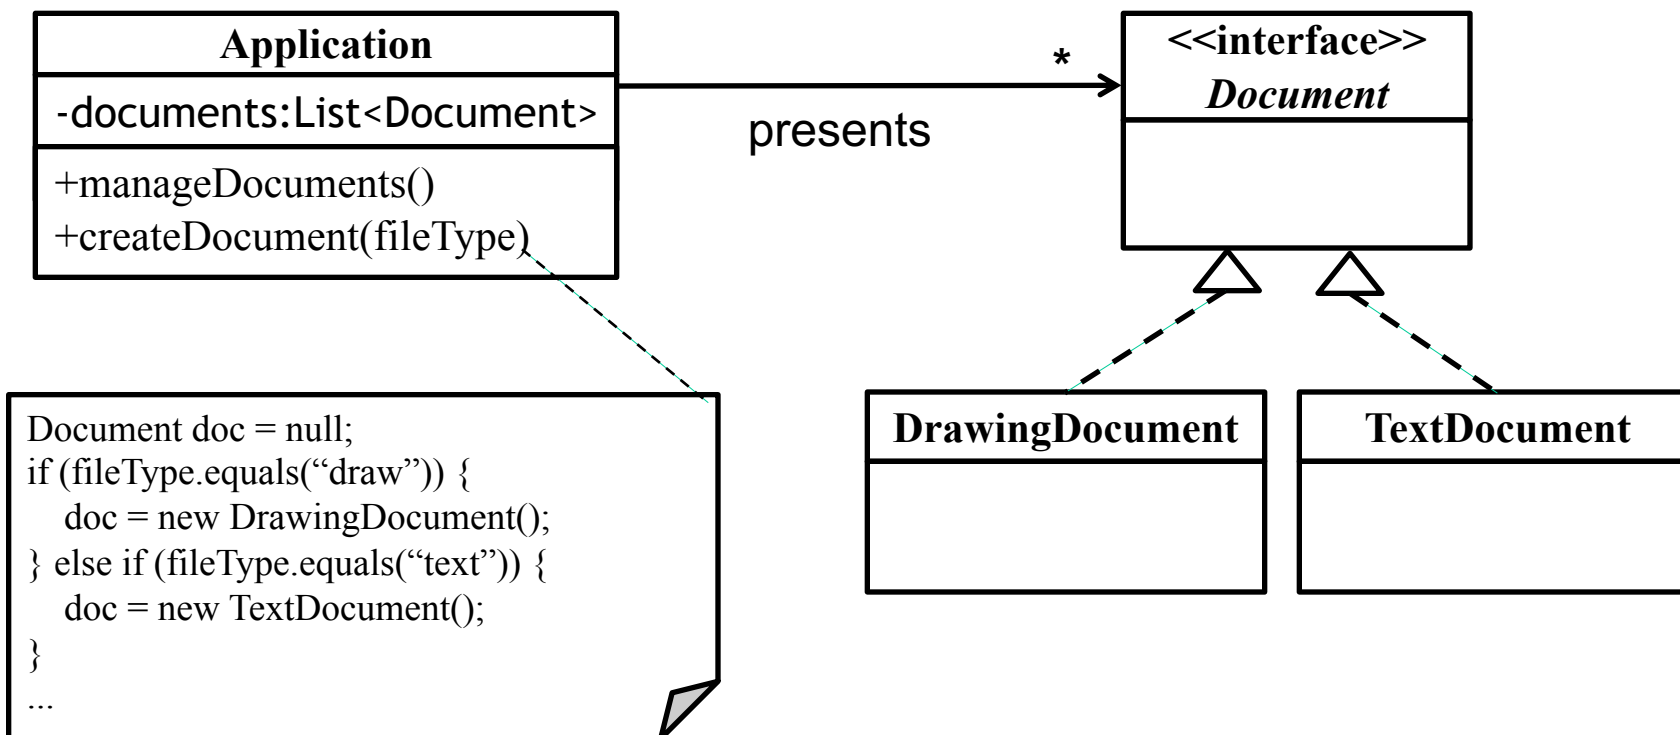 Application
-documents:List<Document>
+manageDocuments()
+createDocument(fileType)
*
presents
<<interface>>
Document
Document doc = null;
if (fileType.equals(“draw”)) {
doc = new DrawingDocument();
} else if (fileType.equals(“text”)) {
doc = new TextDocument();
}
...
DrawingDocument
TextDocument